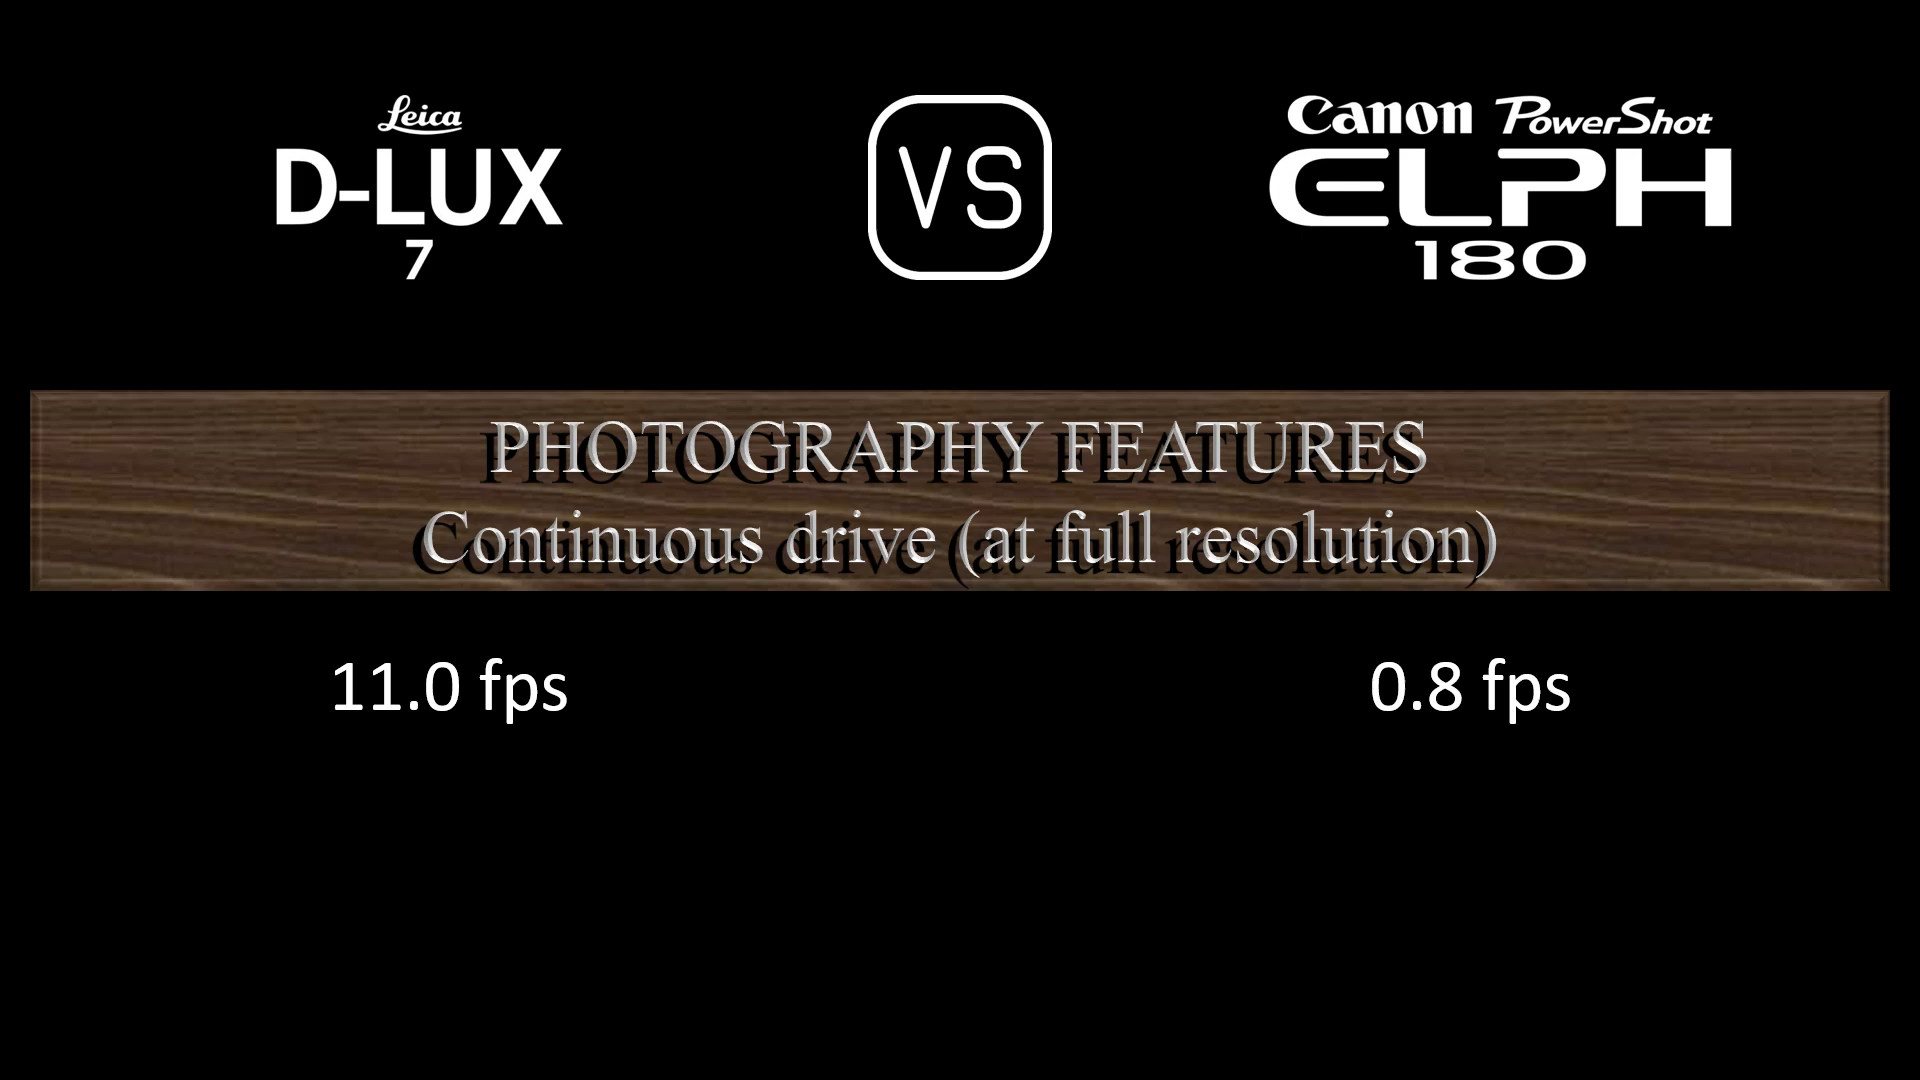 Leica
D-LUX
7
VS
Canon PowerShot
ELPH
180
PHOTOGRAPHY FEATURES
Continuous drive (at full resolution)
11.0 fps
0.8 fps